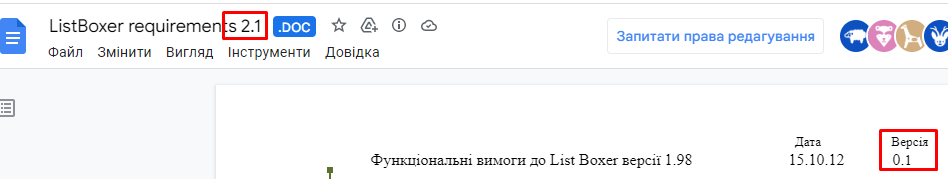 ListBoxer requirements 2.1 .DOC
Файл Змінити Вигляд Інструменти Довідка
Запитати права редагування
Дата Версія
Функціональні вимоги до List Boxer версії 1.98 15.10.12 0.1